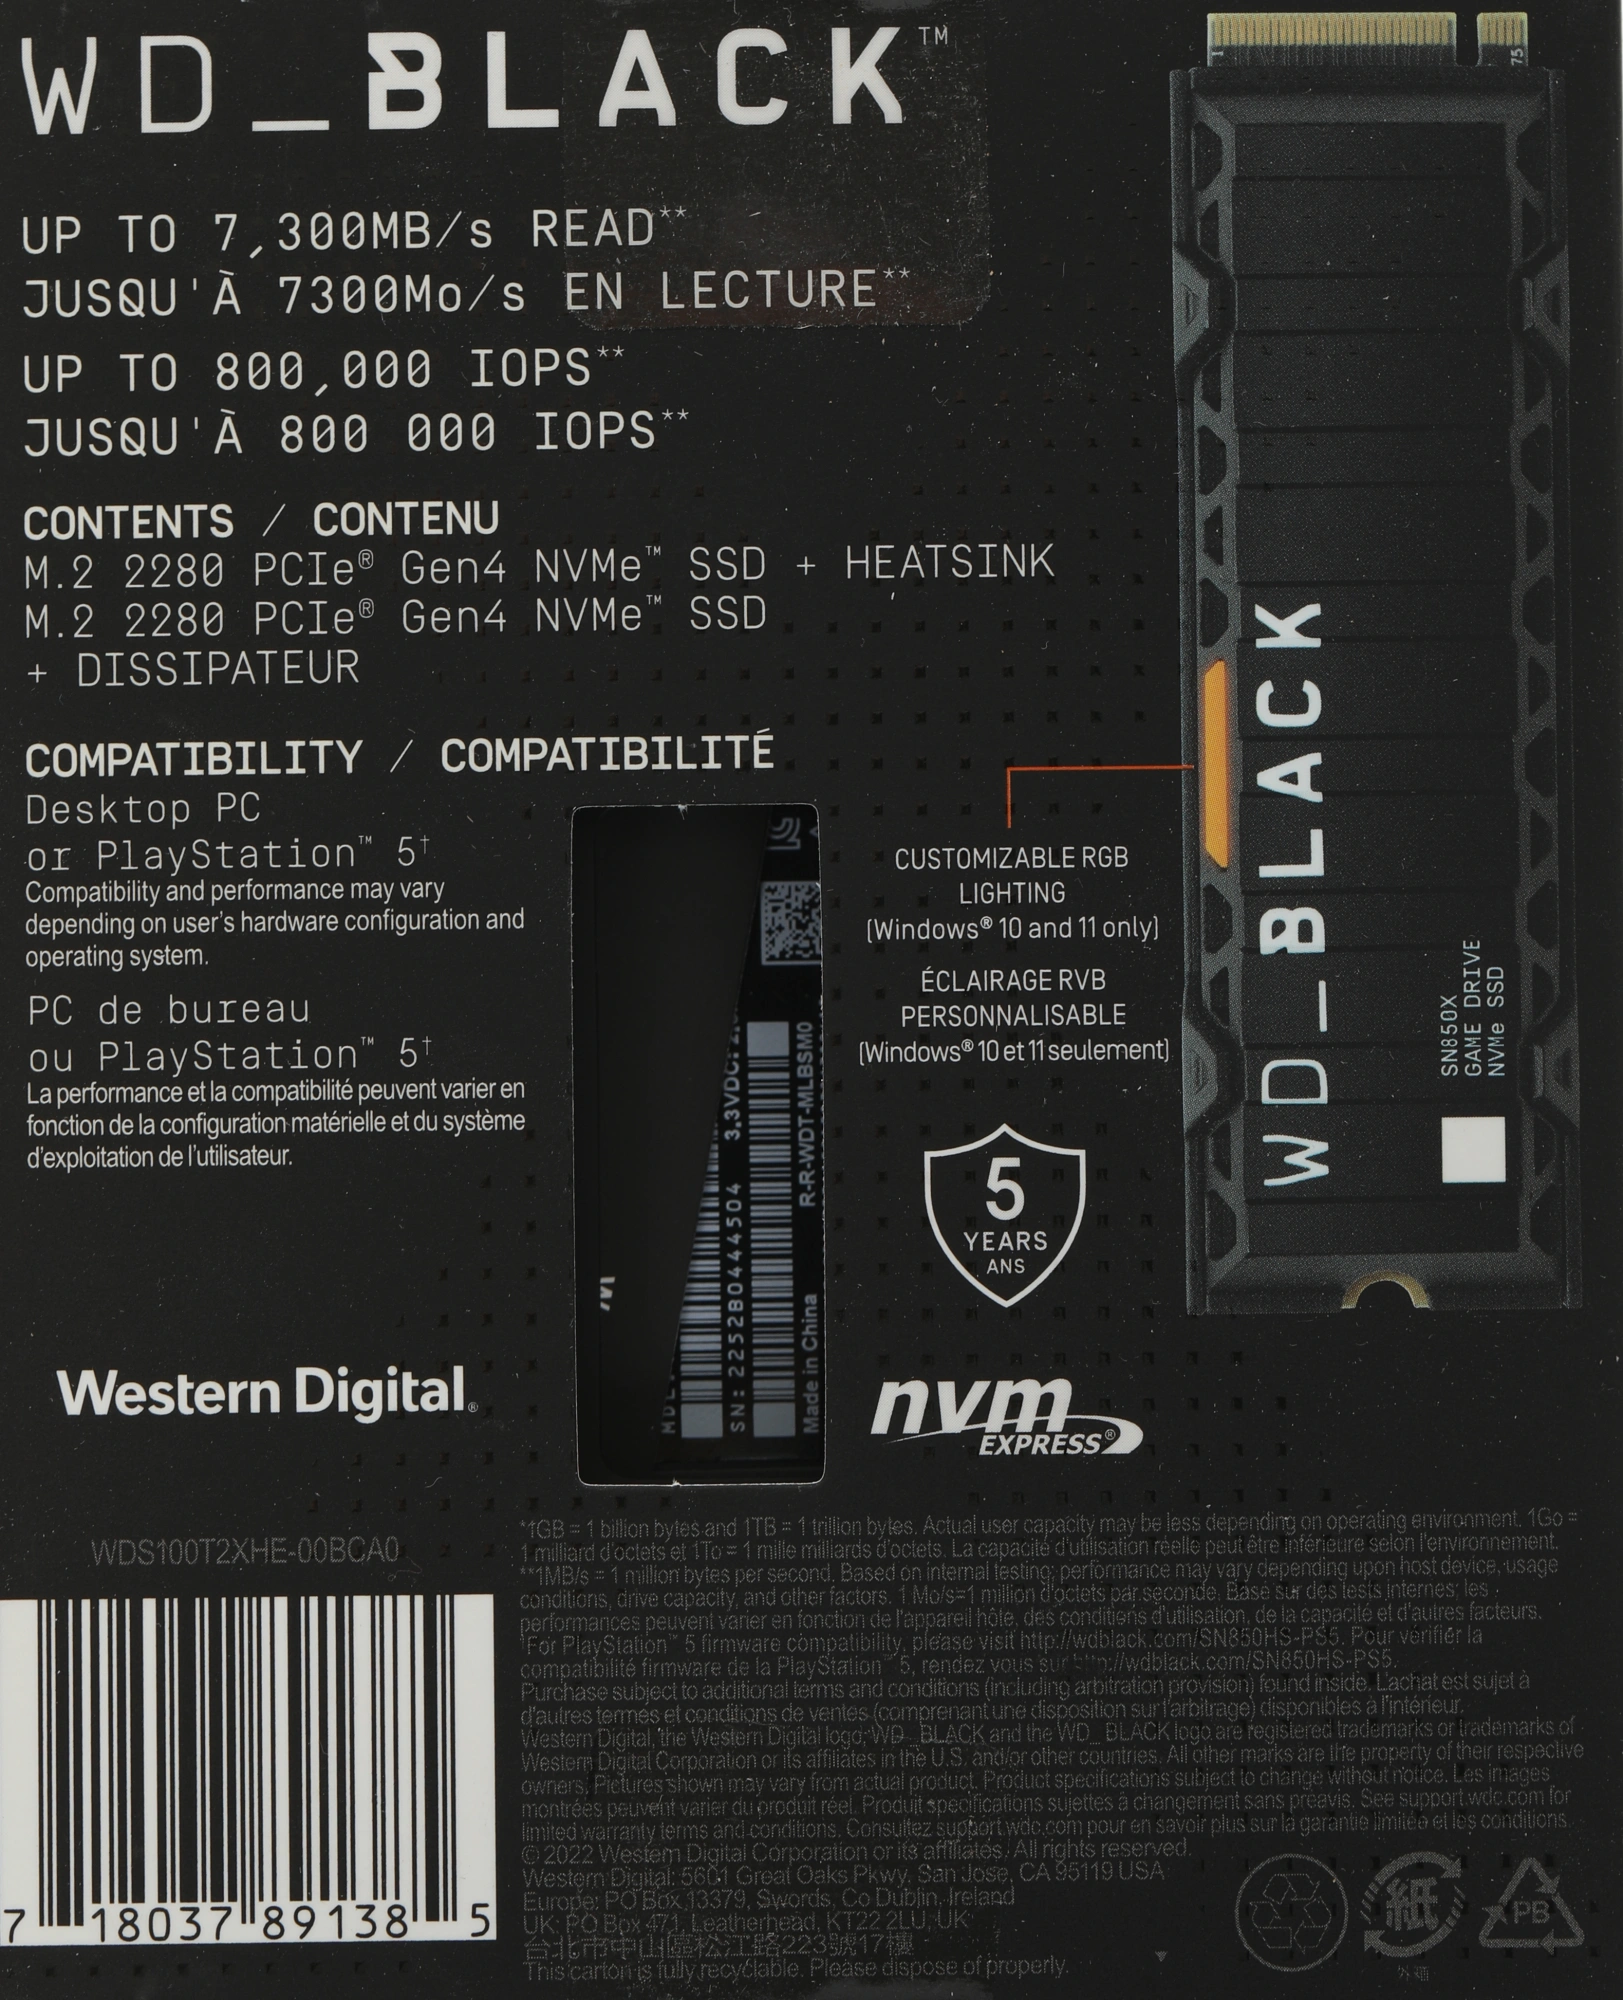 WD_BLACK™
UP TO 7,300MB/s READ**
JUSQU'À 7300Mo/s EN LECTURE**
UP TO 800,000 IOPS**
JUSQU'À 800 000 IOPS**
CONTENTS / CONTENU
M.2 2280 PCIe® Gen4 NVMe™ SSD + HEATSINK
M.2 2280 PCIe® Gen4 NVMe™ SSD
+ DISSIPATEUR
COMPATIBILITY / COMPATIBILITÉ
Desktop PC
or PlayStation™ 5†
Compatibility and performance may vary
depending on user's hardware configuration and
operating system.
PC de bureau
ou PlayStation™ 5†
La performance et la compatibilité peuvent varier en
fonction de la configuration matérielle et du système
d'exploitation de l'utilisateur.
3.3VDC
SN: 2252B0444504
R-R-WDT-MLBSM0
Made in China
CUSTOMIZABLE RGB
LIGHTING
(Windows® 10 and 11 only)
ÉCLAIRAGE RVB
PERSONNALISABLE
(Windows® 10 et 11 seulement)
5
YEARS
ANS
1
75
WD_BLACK
SN850X
GAME DRIVE
NVMe SSD
Western Digital®
nvm
EXPRESS®
WDS100T2XHE-00BCA0
7 18037 89138 5
*1GB = 1 billion bytes and 1TB = 1 trillion bytes. Actual user capacity may be less depending on operating environment. 1Go =
1 milliard d'octets et 1To = 1 mille milliards d'octets. La capacité d'utilisation réelle peut être inférieure selon l'environnement.
**1MB/s = 1 million bytes per second. Based on internal testing; performance may vary depending upon host device, usage
conditions, drive capacity, and other factors. 1 Mo/s=1 million d'octets par seconde. Basé sur des tests internes; les
performances peuvent varier en fonction de l'appareil hôte, des conditions d'utilisation, de la capacité et d'autres facteurs.
†For PlayStation™ 5 firmware compatibility, please visit http://wdblack.com/SN850HS-PS5. Pour vérifier la
compatibilité firmware de la PlayStation™ 5, rendez vous sur http://wdblack.com/SN850HS-PS5.
Purchase subject to additional terms and conditions (including arbitration provision) found inside. L'achat est sujet à
d'autres termes et conditions de ventes (comprenant une disposition sur l'arbitrage) disponibles à l'intérieur.
Western Digital, the Western Digital logo, WD_BLACK and the WD_BLACK logo are registered trademarks or trademarks of
Western Digital Corporation or its affiliates in the U.S. and/or other countries. All other marks are the property of their respective
owners. Pictures shown may vary from actual product. Product specifications subject to change without notice. Les images
montrées peuvent varier du produit réel. Produit spécifications sujettes à changement sans préavis. See support.wdc.com for
limited warranty terms and conditions. Consultez support.wdc.com pour en savoir plus sur la garantie limitée et les conditions.
© 2022 Western Digital Corporation or its affiliates. All rights reserved.
Western Digital: 5601 Great Oaks Pkwy. San Jose, CA 95119 USA
Europe: PO Box 13379, Swords, Co Dublin, Ireland
UK: PO Box 471, Leatherhead, KT22 2LU, UK
台北市中山區松江路223號17樓
This carton is fully recyclable. Please dispose of properly.
紙
外箱
PB